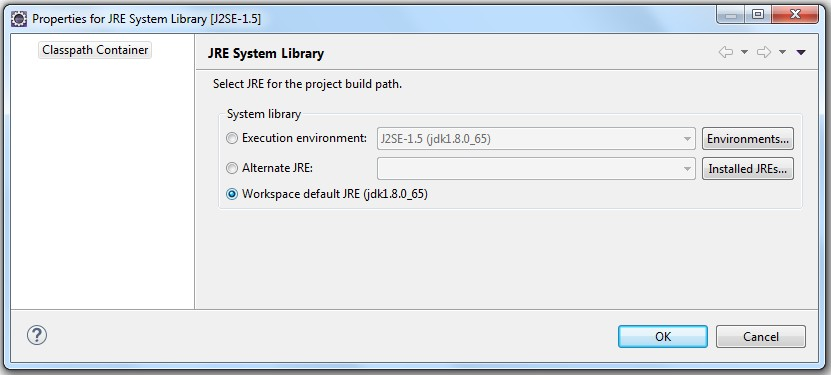 Properties for JRE System Library [J2SE-1.5]
Classpath Container
JRE System Library
Select JRE for the project build path.
System library
Execution environment: J2SE-1.5 (jdk1.8.0_65) Environments...
Alternate JRE: Installed JREs...
Workspace default JRE (jdk1.8.0_65)
? OK Cancel